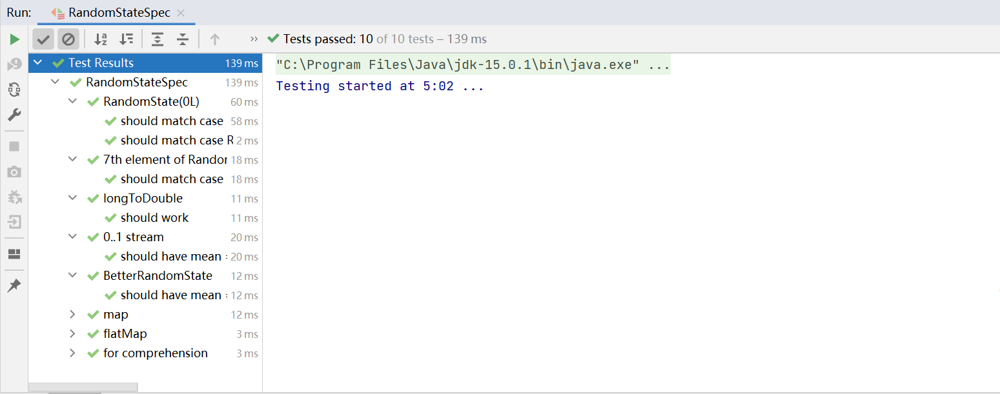 Run: RandomStateSpec
Tests passed: 10 of 10 tests – 139 ms
Test Results 139 ms
RandomStateSpec 139 ms
RandomState(0L) 60 ms
should match case 58 ms
should match case R 2 ms
7th element of Randor 18 ms
should match case 18 ms
longToDouble 11 ms
should work 11 ms
0..1 stream 20 ms
should have mean = 20 ms
BetterRandomState 12 ms
should have mean = 12 ms
map 12 ms
flatMap 3 ms
for comprehension 3 ms
"C:\Program Files\Java\jdk-15.0.1\bin\java.exe" ...
Testing started at 5:02 ...